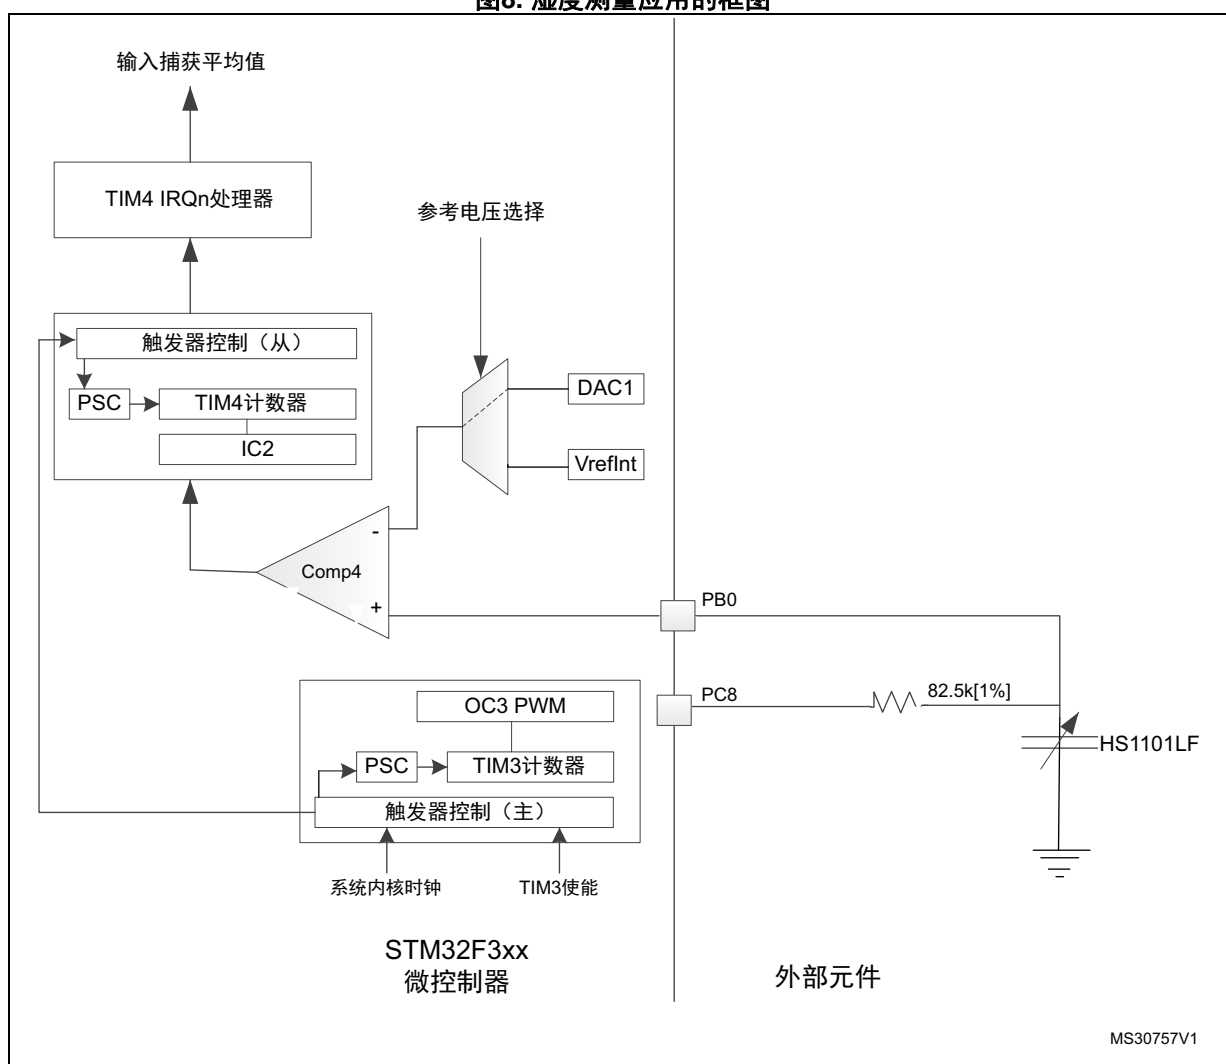 图8. 湿度测量应用的框图
输入捕获平均值
TIM4 IRQn处理器
参考电压选择
触发器控制（从）
PSC
TIM4计数器
IC2
DAC1
VrefInt
-
Comp4
+
PB0
PC8
82.5k[1%]
HS1101LF
OC3 PWM
PSC
TIM3计数器
触发器控制（主）
系统内核时钟
TIM3使能
STM32F3xx
微控制器
外部元件
MS30757V1